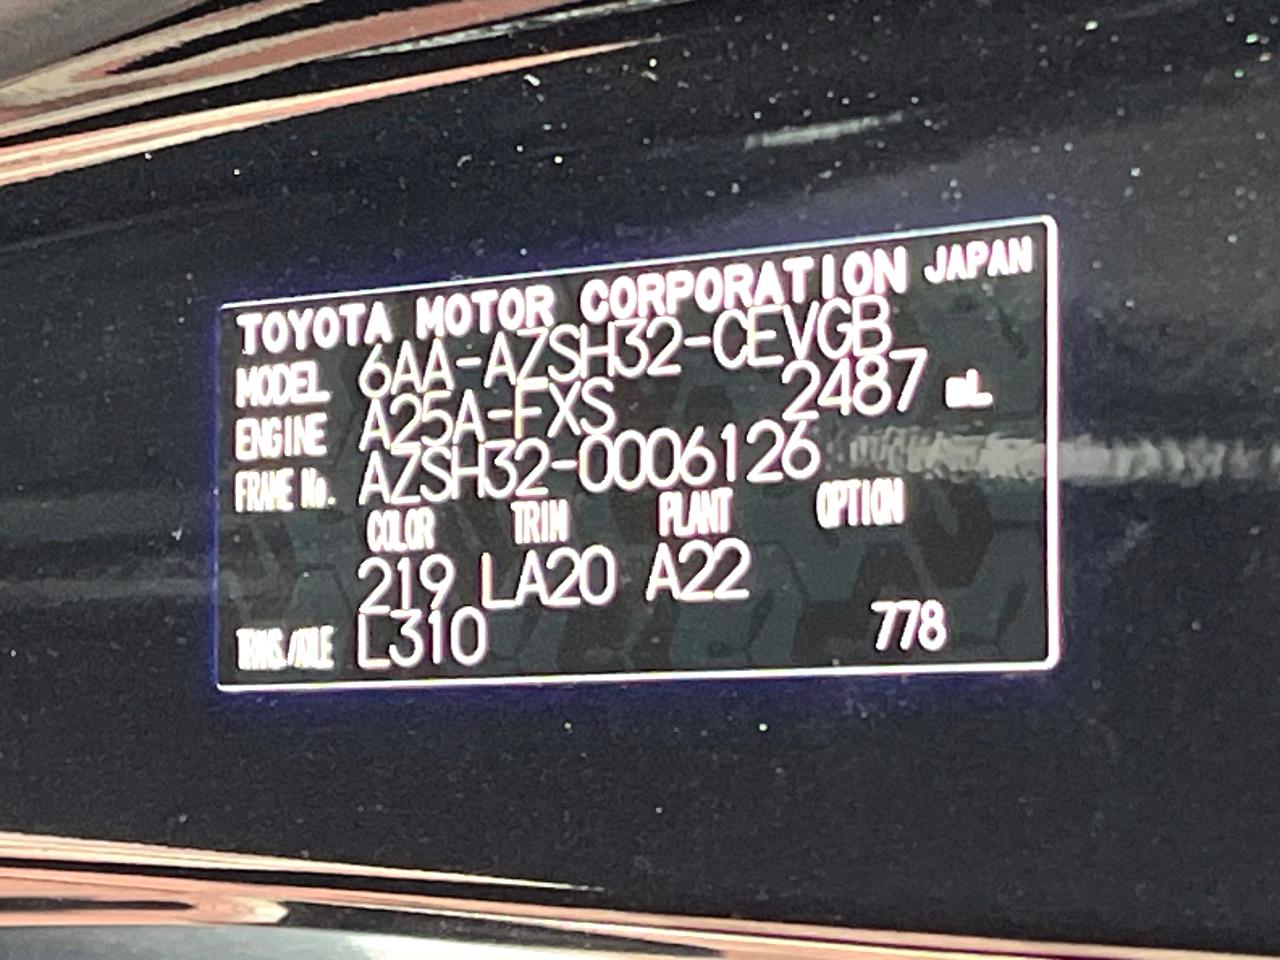 TOYOTA MOTOR CORPORATION JAPAN
MODEL 6AA-AZSH32-CEVGB
ENGINE A25A-FXS 2487 mL
FRAME No. AZSH32-0006126
COLOR TRIM PLANT OPTION
219 LA20 A22
TRANS./AXLE L310 778